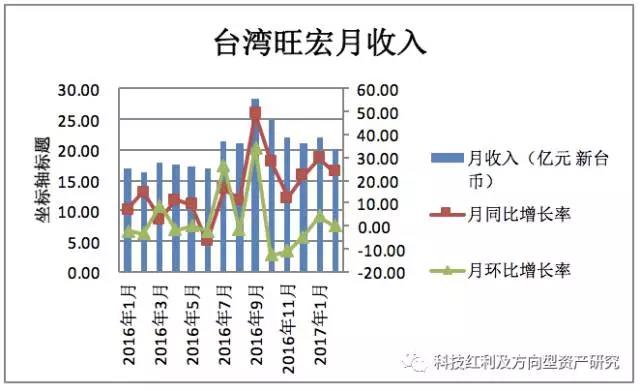 台湾旺宏月收入
30.00
25.00
20.00
15.00
10.00
5.00
0.00
坐标轴标题
60.00
50.00
40.00
30.00
20.00
10.00
0.00
-10.00
-20.00
2016年1月
2016年3月
2016年5月
2016年7月
2016年9月
2016年11月
2017年1月
月收入（亿元 新台
币）
月同比增长率
月环比增长率
科技红利及方向型资产研究